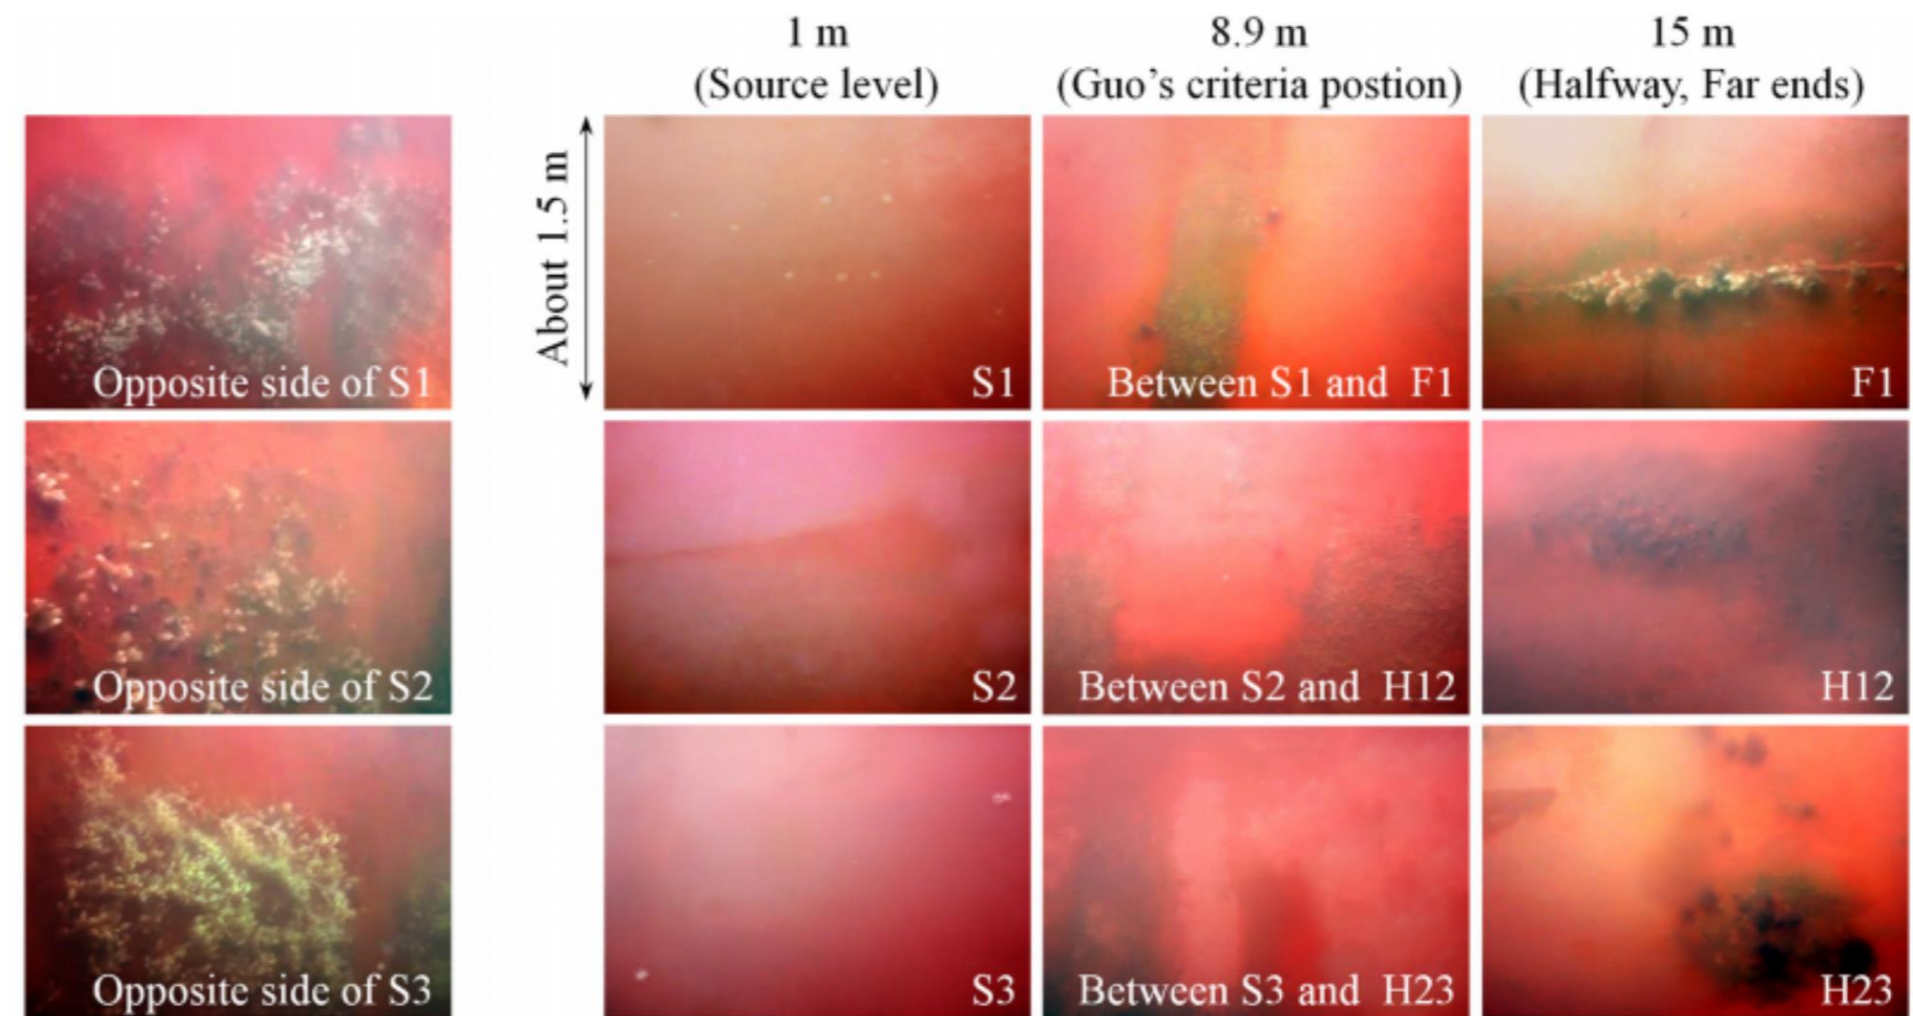 1 m
(Source level)
8.9 m
(Guo's criteria postion)
15 m
(Halfway, Far ends)
About 1.5 m
Opposite side of S1
S1
Between S1 and F1
F1
Opposite side of S2
S2
Between S2 and H12
H12
Opposite side of S3
S3
Between S3 and H23
H23